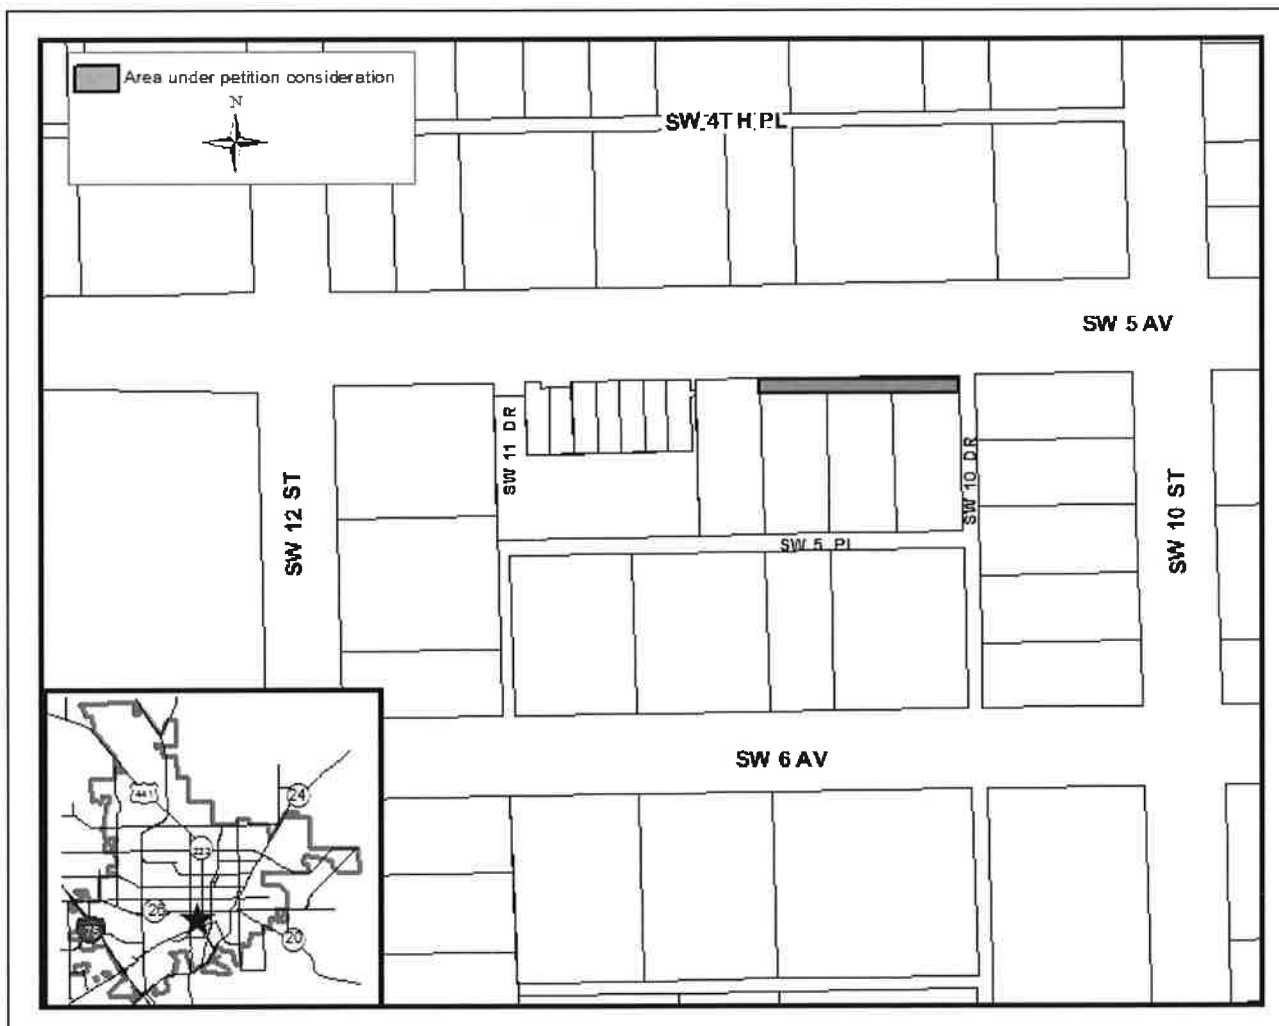 Area under petition consideration
N
SW 4TH PL
SW 5 AV
SW 11 DR
SW 10 DR
SW 12 ST
SW 10 ST
SW 5 PL
SW 6 AV
441
24
222
26
75
20